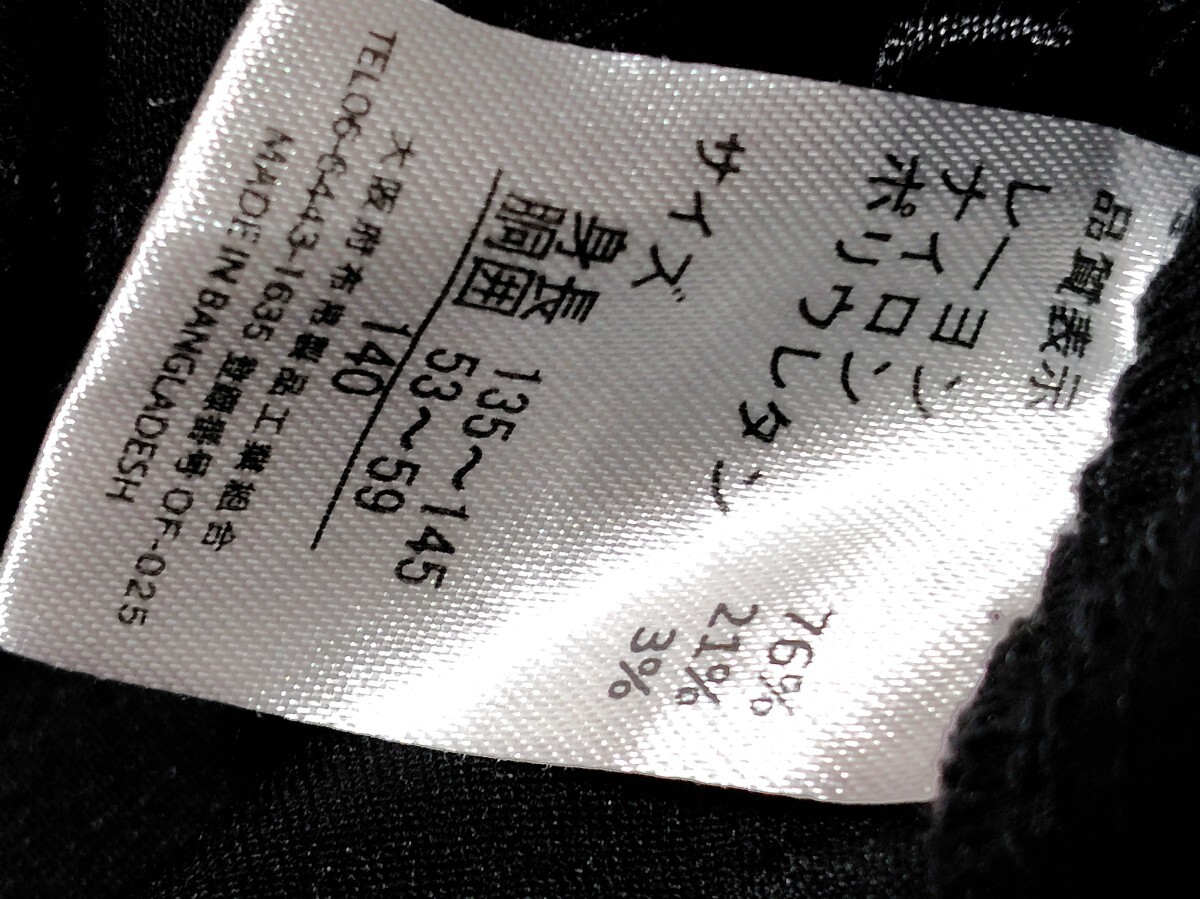 品質表示
レーヨン 76%
ナイロン 21%
ポリウレタン 3%
サイズ
身長 135～145
胴囲 53～59
140
大阪府布帛製品工業組合
TEL06-6443-1635 登録番号OF-025
MADE IN BANGLADESH